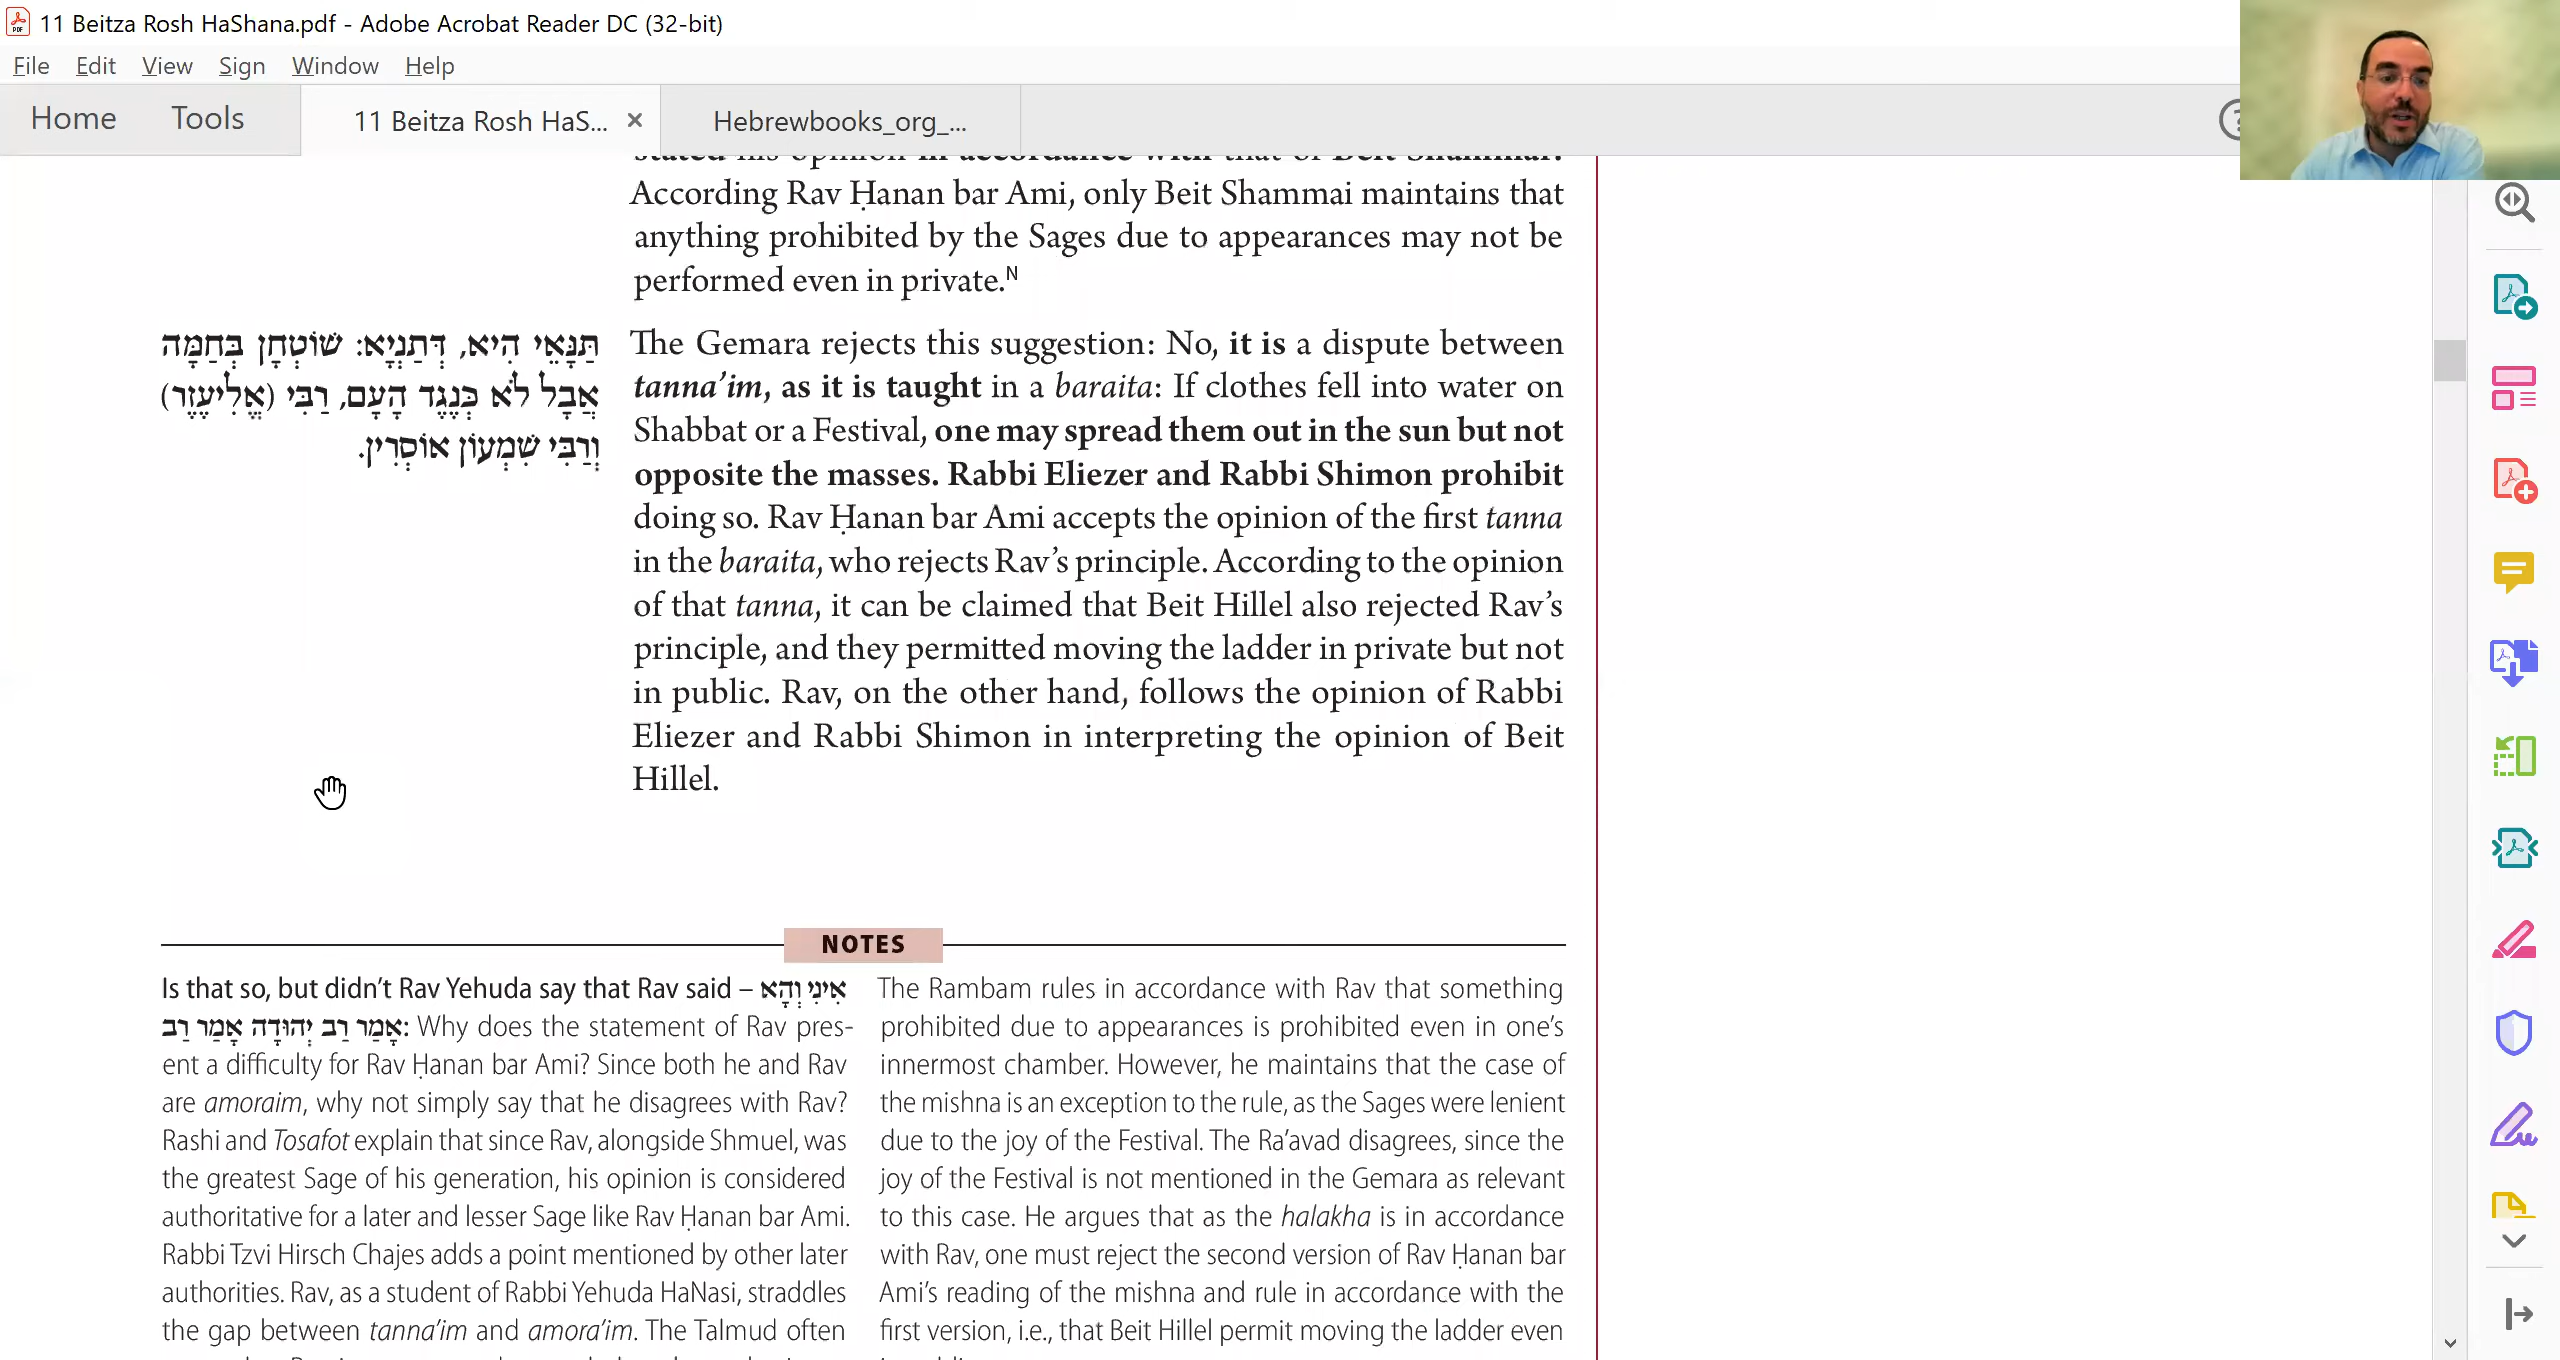 11 Beitza Rosh HaShana.pdf - Adobe Acrobat Reader DC (32-bit)
File Edit View Sign Window Help
Home Tools 11 Beitza Rosh HaS... × Hebrewbooks_org_...
stated his opinion in accordance with that of Beit Shammai.
According Rav Ḥanan bar Ami, only Beit Shammai maintains that
anything prohibited by the Sages due to appearances may not be
performed even in private.ᴺ
תַּנָּאֵי הִיא, דְּתַנְיָא: שׁוֹטְחָן בְּחַמָּה
אֲבָל לֹא כְּנֶגֶד הָעָם, רַבִּי (אֱלִיעֶזֶר)
וְרַבִּי שִׁמְעוֹן אוֹסְרִין.
The Gemara rejects this suggestion: No, it is a dispute between
tanna’im, as it is taught in a baraita: If clothes fell into water on
Shabbat or a Festival, one may spread them out in the sun but not
opposite the masses. Rabbi Eliezer and Rabbi Shimon prohibit
doing so. Rav Ḥanan bar Ami accepts the opinion of the first tanna
in the baraita, who rejects Rav’s principle. According to the opinion
of that tanna, it can be claimed that Beit Hillel also rejected Rav’s
principle, and they permitted moving the ladder in private but not
in public. Rav, on the other hand, follows the opinion of Rabbi
Eliezer and Rabbi Shimon in interpreting the opinion of Beit
Hillel.
NOTES
Is that so, but didn’t Rav Yehuda say that Rav said – אִינִי וְהָא
אָמַר רַב יְהוּדָה אָמַר רַב: Why does the statement of Rav pres-
ent a difficulty for Rav Ḥanan bar Ami? Since both he and Rav
are amoraim, why not simply say that he disagrees with Rav?
Rashi and Tosafot explain that since Rav, alongside Shmuel, was
the greatest Sage of his generation, his opinion is considered
authoritative for a later and lesser Sage like Rav Ḥanan bar Ami.
Rabbi Tzvi Hirsch Chajes adds a point mentioned by other later
authorities. Rav, as a student of Rabbi Yehuda HaNasi, straddles
the gap between tanna’im and amora’im. The Talmud often
The Rambam rules in accordance with Rav that something
prohibited due to appearances is prohibited even in one’s
innermost chamber. However, he maintains that the case of
the mishna is an exception to the rule, as the Sages were lenient
due to the joy of the Festival. The Ra’avad disagrees, since the
joy of the Festival is not mentioned in the Gemara as relevant
to this case. He argues that as the halakha is in accordance
with Rav, one must reject the second version of Rav Ḥanan bar
Ami’s reading of the mishna and rule in accordance with the
first version, i.e., that Beit Hillel permit moving the ladder even